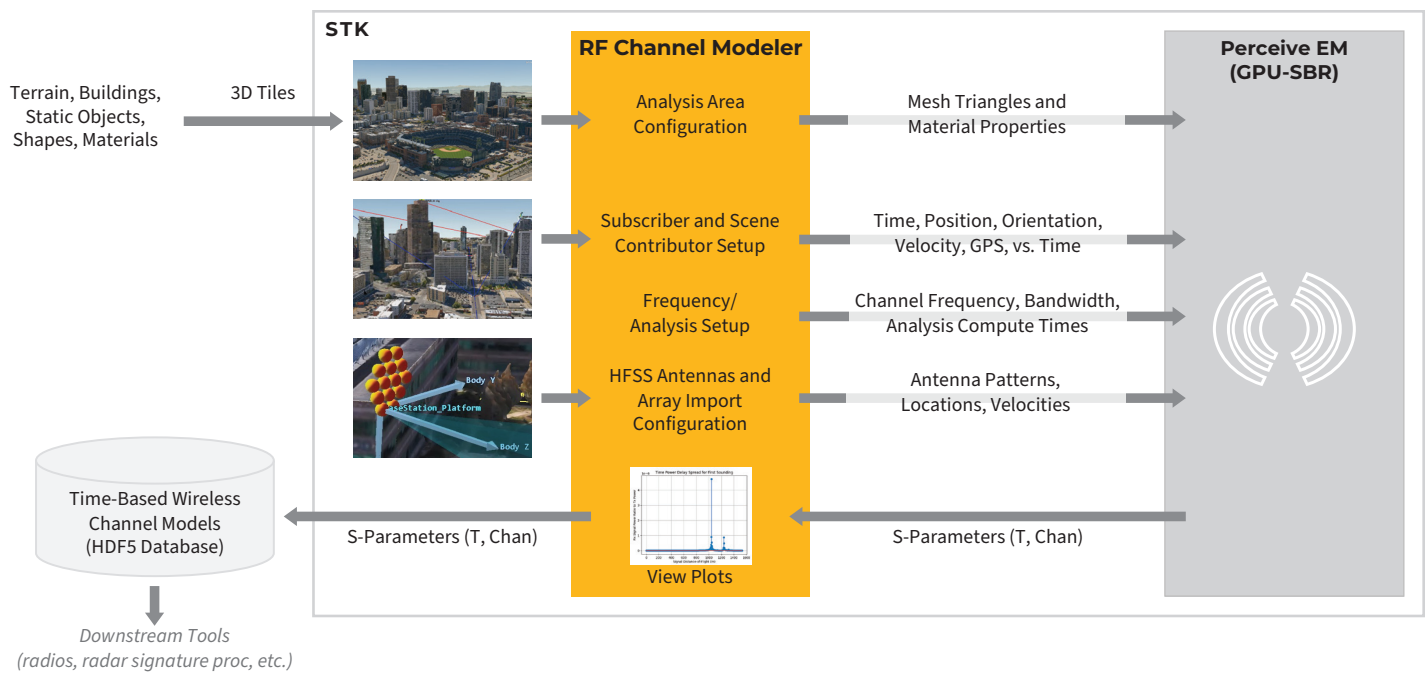 STK
RF Channel Modeler
Perceive EM
(GPU-SBR)
Terrain, Buildings,
Static Objects,
Shapes, Materials
3D Tiles
Analysis Area
Configuration
Mesh Triangles and
Material Properties
Subscriber and Scene
Contributor Setup
Time, Position, Orientation,
Velocity, GPS, vs. Time
Frequency/
Analysis Setup
Channel Frequency, Bandwidth,
Analysis Compute Times
Body Y
seStation_Platform
Body Z
HFSS Antennas and
Array Import
Configuration
Antenna Patterns,
Locations, Velocities
Time Power Delay Spread for First Sounding
View Plots
S-Parameters (T, Chan)
S-Parameters (T, Chan)
Time-Based Wireless
Channel Models
(HDF5 Database)
Downstream Tools
(radios, radar signature proc, etc.)